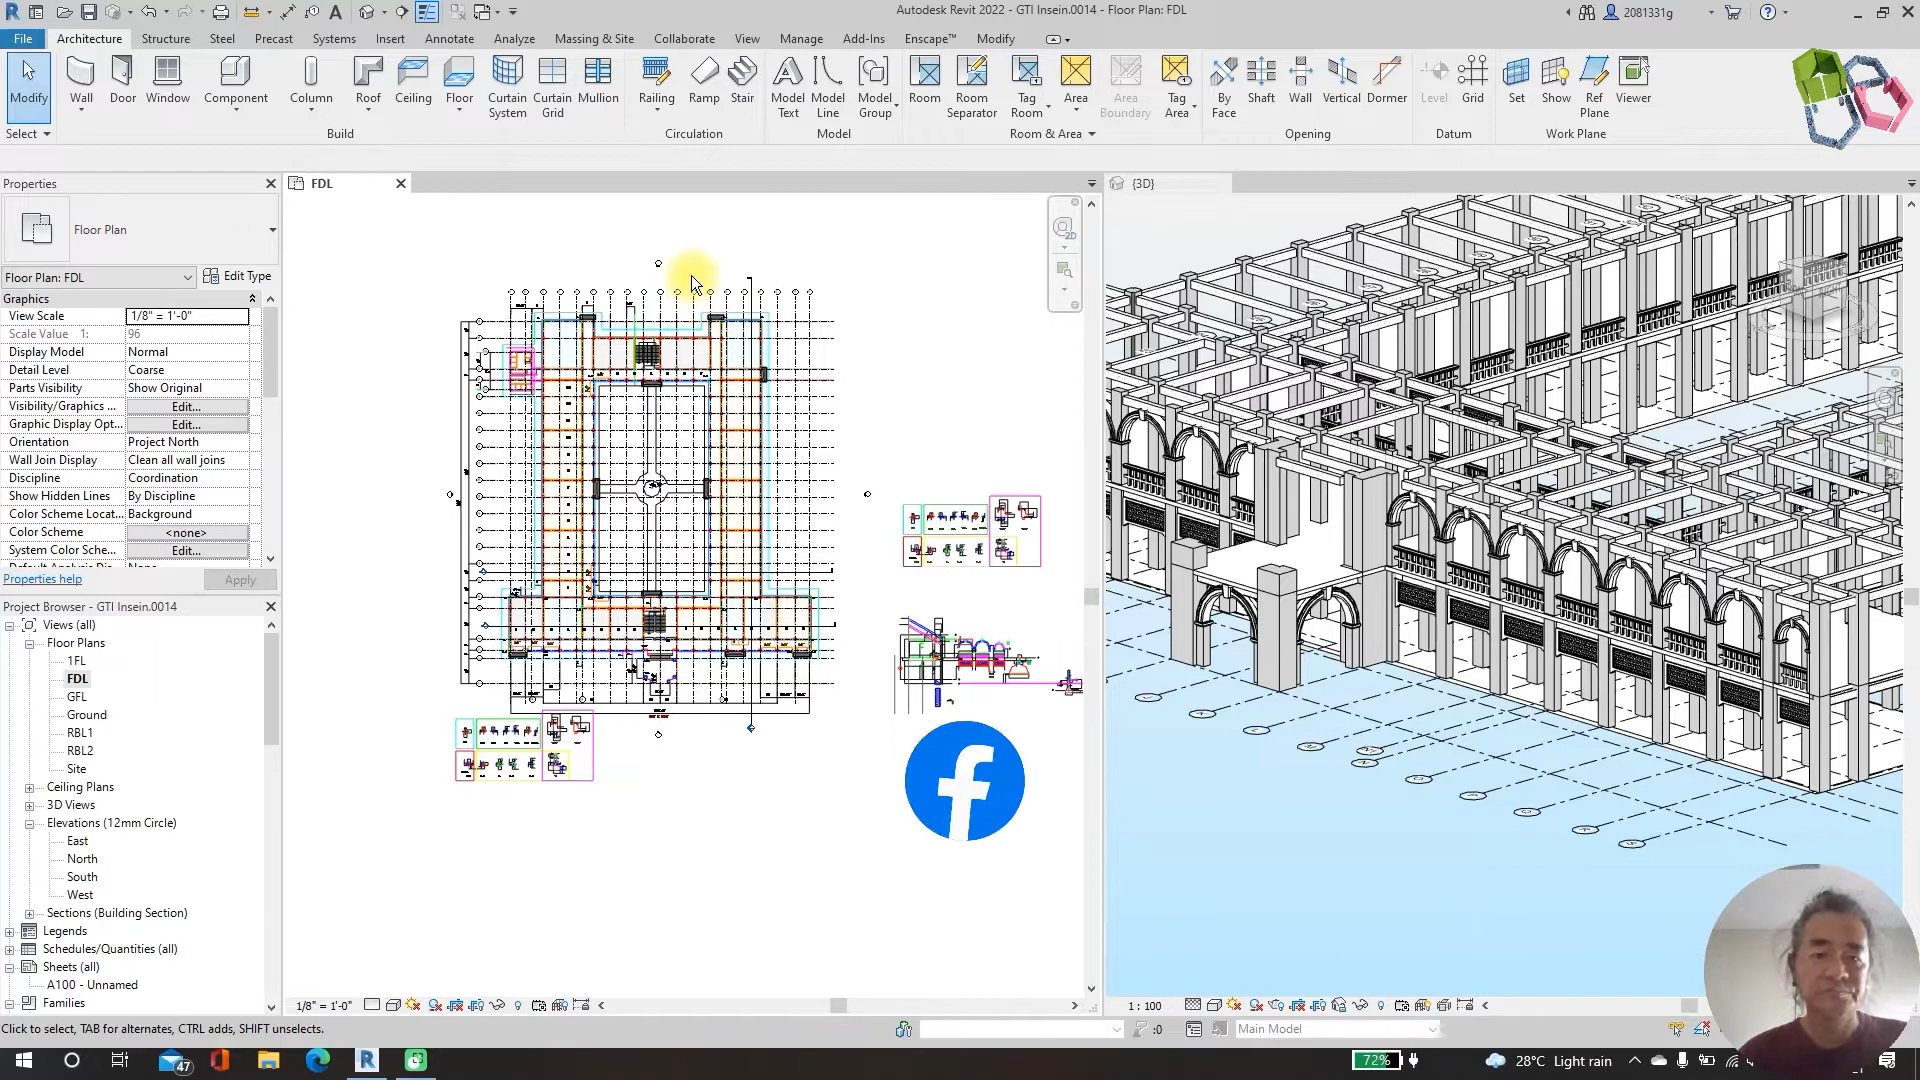 Autodesk Revit 2022 - GTI Insein.0014 - Floor Plan: FDL
2081331g
File Architecture Structure Steel Precast Systems Insert Annotate Analyze Massing & Site Collaborate View Manage Add-Ins Enscape™ Modify
Modify Wall Door Window Component Column Roof Ceiling Floor Curtain System Curtain Grid Mullion Railing Ramp Stair Model Text Model Line Model Group Room Room Separator Tag Room Area Area Boundary Tag Area By Face Shaft Wall Vertical Dormer Level Grid Set Show Ref Plane Viewer
Select Build Circulation Model Room & Area Opening Datum Work Plane
Properties
FDL
{3D}
Floor Plan
Floor Plan: FDL
Edit Type
Graphics
View Scale 1/8" = 1'-0"
Scale Value 1: 96
Display Model Normal
Detail Level Coarse
Parts Visibility Show Original
Visibility/Graphics ... Edit...
Graphic Display Opt... Edit...
Orientation Project North
Wall Join Display Clean all wall joins
Discipline Coordination
Show Hidden Lines By Discipline
Color Scheme Locat... Background
Color Scheme <none>
System Color Sche... Edit...
Properties help
Apply
Project Browser - GTI Insein.0014
Views (all)
Floor Plans
1FL
FDL
GFL
Ground
RBL1
RBL2
Site
Ceiling Plans
3D Views
Elevations (12mm Circle)
East
North
South
West
Sections (Building Section)
Legends
Schedules/Quantities (all)
Sheets (all)
A100 - Unnamed
Families
2D
1/8" = 1'-0"
1 : 100
Click to select, TAB for alternates, CTRL adds, SHIFT unselects.
:0
Main Model
47
72%
28°C Light rain